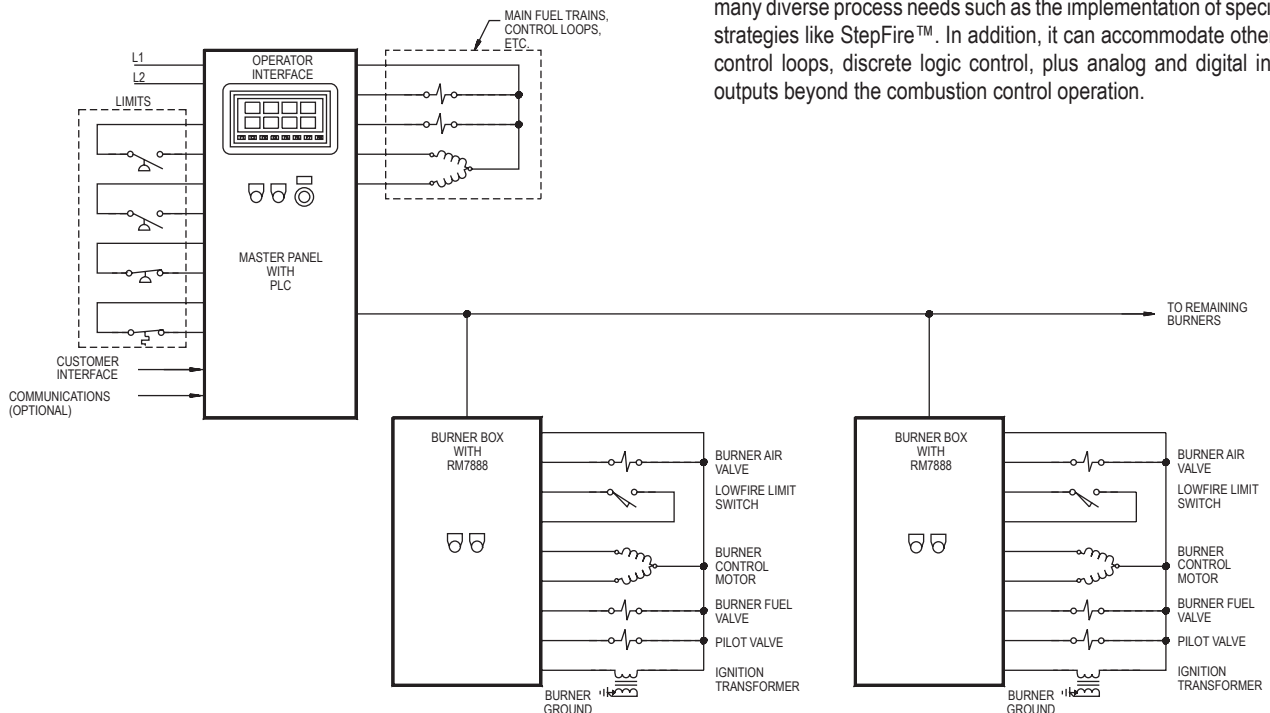 many diverse process needs such as the implementation of speci
strategies like StepFire™. In addition, it can accommodate other
control loops, discrete logic control, plus analog and digital in
outputs beyond the combustion control operation.
MAIN FUEL TRAINS,
CONTROL LOOPS,
ETC.
L1
L2
LIMITS
OPERATOR
INTERFACE
MASTER PANEL
WITH
PLC
CUSTOMER
INTERFACE
COMMUNICATIONS
(OPTIONAL)
TO REMAINING
BURNERS
BURNER BOX
WITH
RM7888
BURNER AIR
VALVE
LOWFIRE LIMIT
SWITCH
BURNER
CONTROL
MOTOR
BURNER FUEL
VALVE
PILOT VALVE
IGNITION
TRANSFORMER
BURNER
GROUND
BURNER BOX
WITH
RM7888
BURNER AIR
VALVE
LOWFIRE LIMIT
SWITCH
BURNER
CONTROL
MOTOR
BURNER FUEL
VALVE
PILOT VALVE
IGNITION
TRANSFORMER
BURNER
GROUND